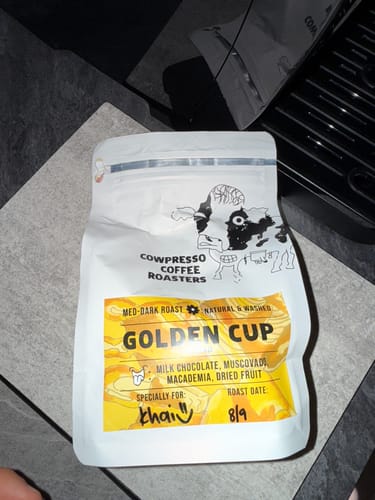 COWPRESSO
COFFEE
ROASTERS
MED-DARK ROAST NATURAL & WASHED
GOLDEN CUP
MILK CHOCOLATE, MUSCOVADO,
MACADEMIA, DRIED FRUIT
SPECIALLY FOR: ROAST DATE:
Khai 8/9